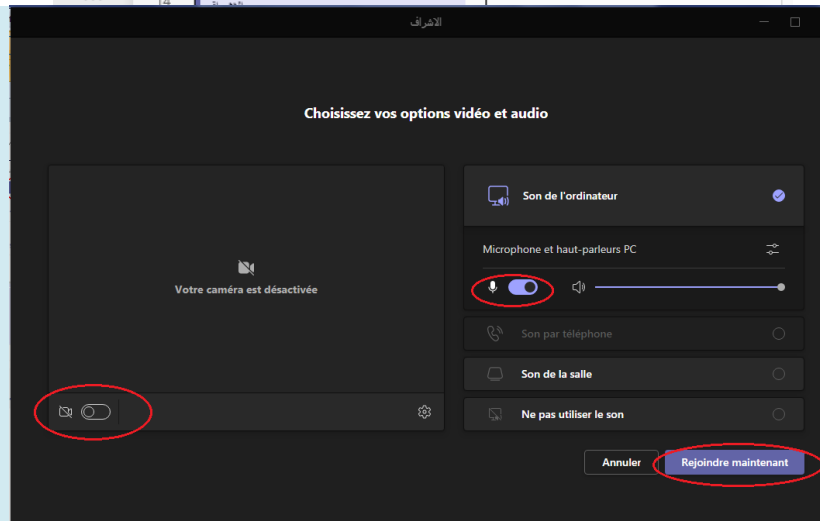 الاشراف
Choisissez vos options vidéo et audio
Votre caméra est désactivée
Son de l'ordinateur
Microphone et haut-parleurs PC
Son par téléphone
Son de la salle
Ne pas utiliser le son
Annuler
Rejoindre maintenant